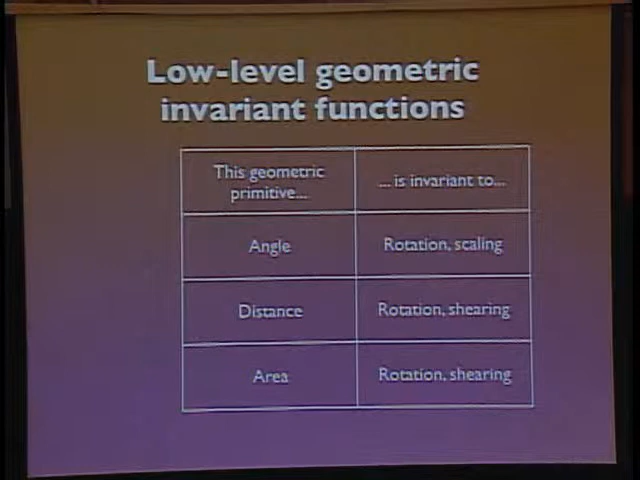 Low-level geometric
invariant functions
This geometric
primitive...
... is invariant to...
Angle
Rotation, scaling
Distance
Rotation, shearing
Area
Rotation, shearing